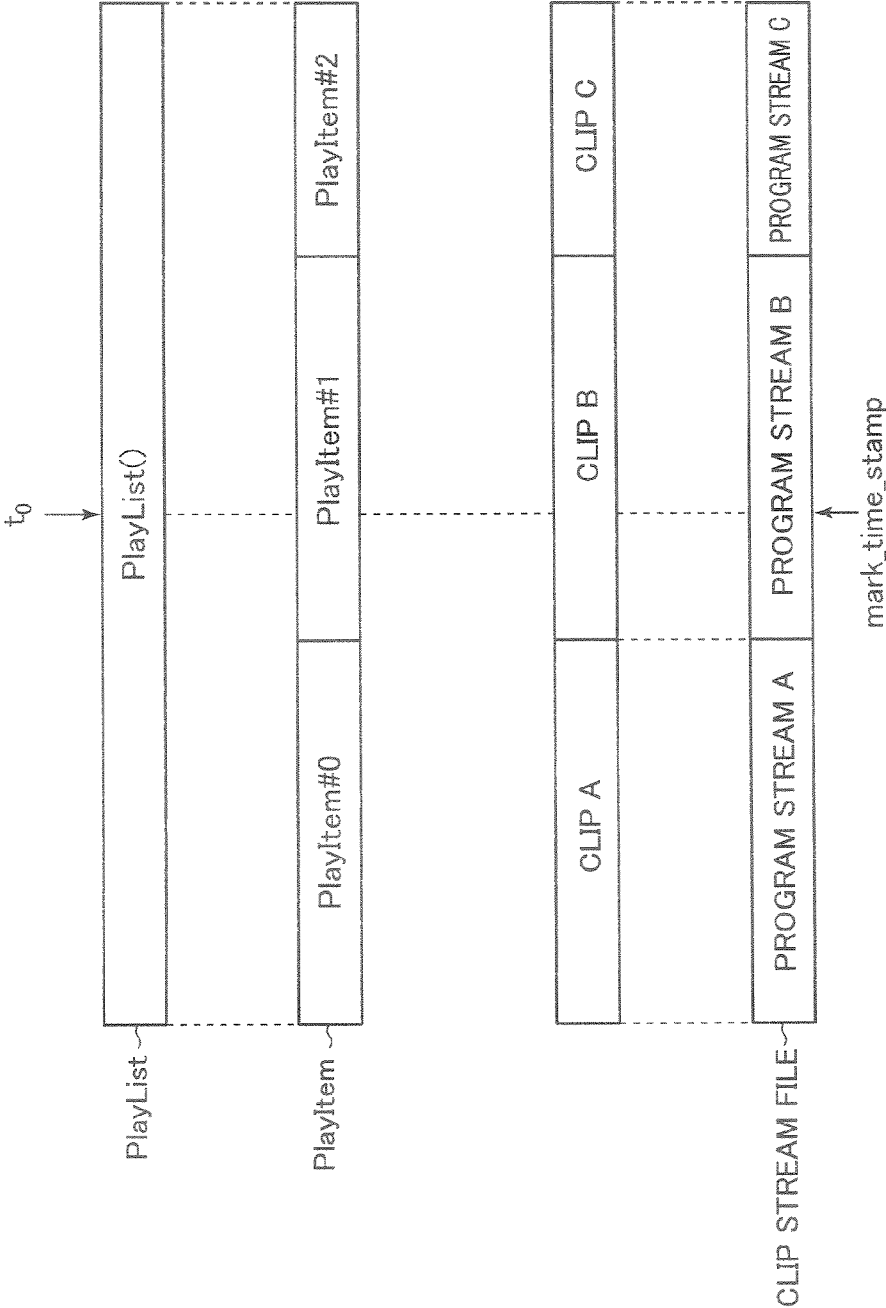 t0
PlayList
PlayList()
PlayItem
PlayItem#0
PlayItem#1
PlayItem#2
CLIP A
CLIP B
CLIP C
CLIP STREAM FILE
PROGRAM STREAM A
PROGRAM STREAM B
PROGRAM STREAM C
mark_time_stamp